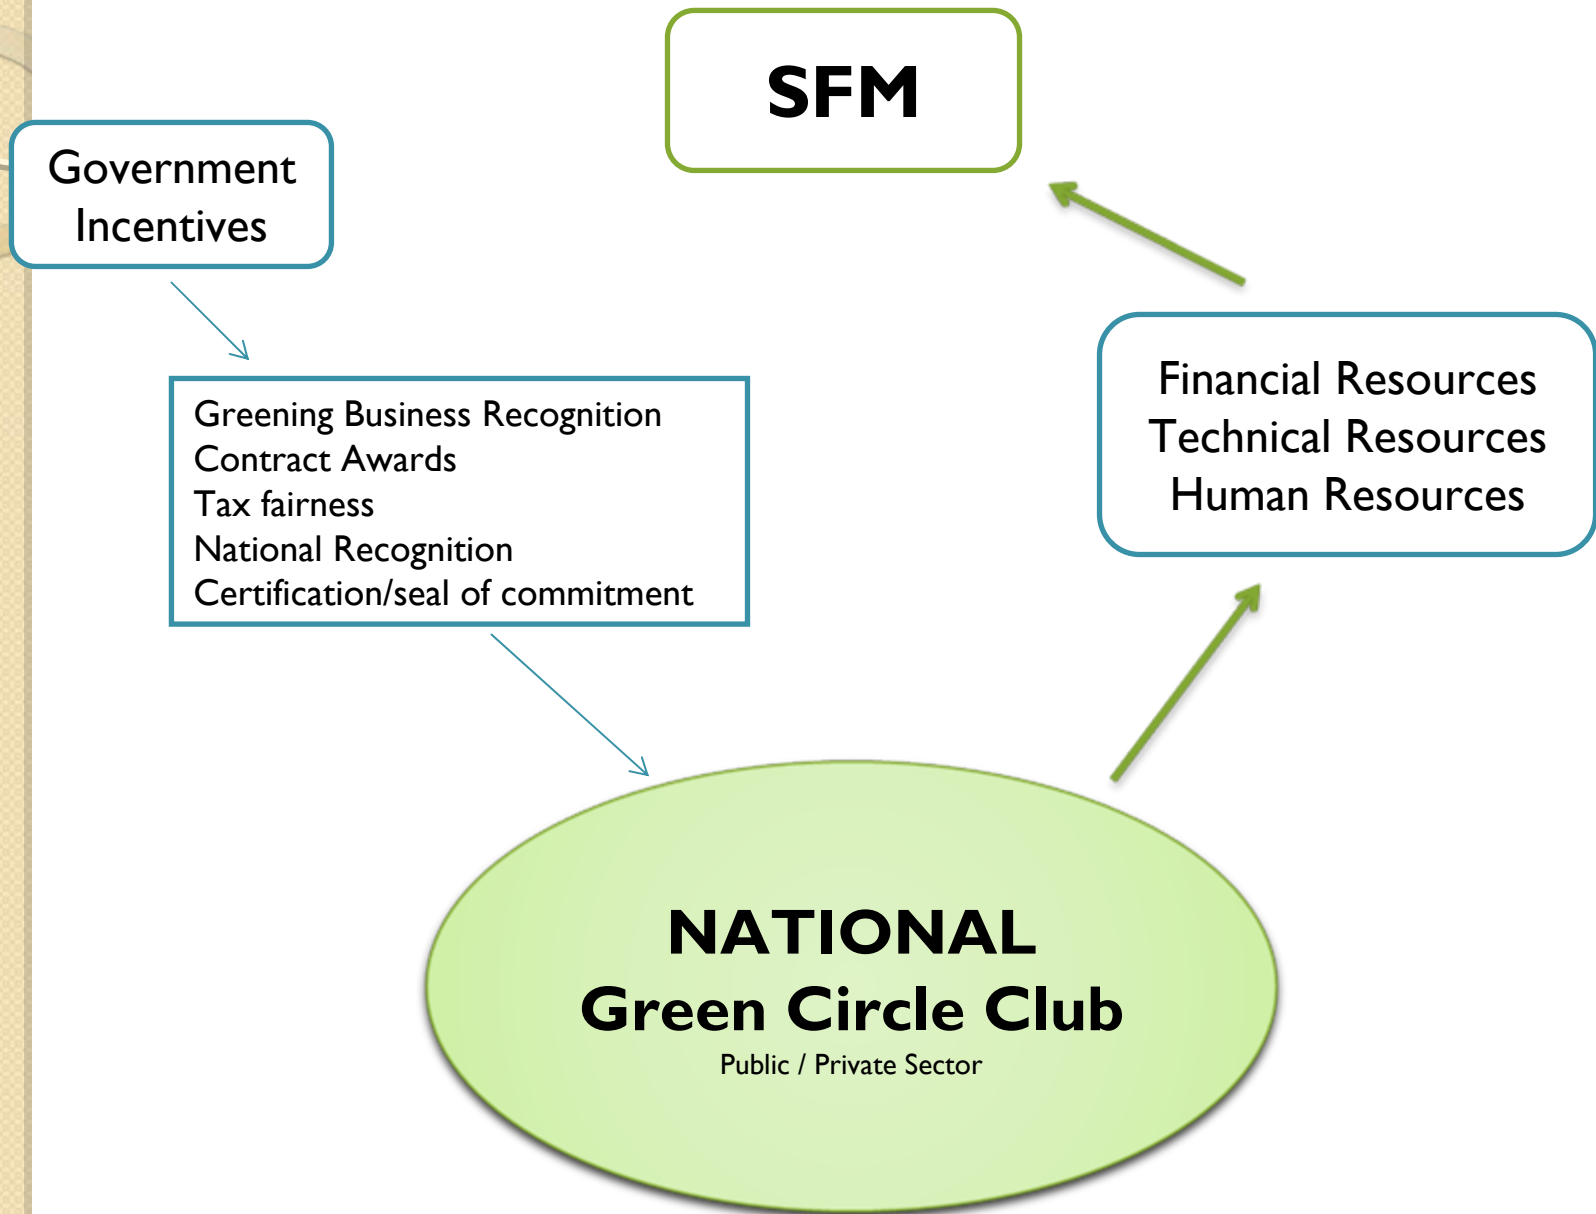 SFM
Government
Incentives
Greening Business Recognition
Contract Awards
Tax fairness
National Recognition
Certification/seal of commitment
Financial Resources
Technical Resources
Human Resources
NATIONAL
Green Circle Club
Public / Private Sector